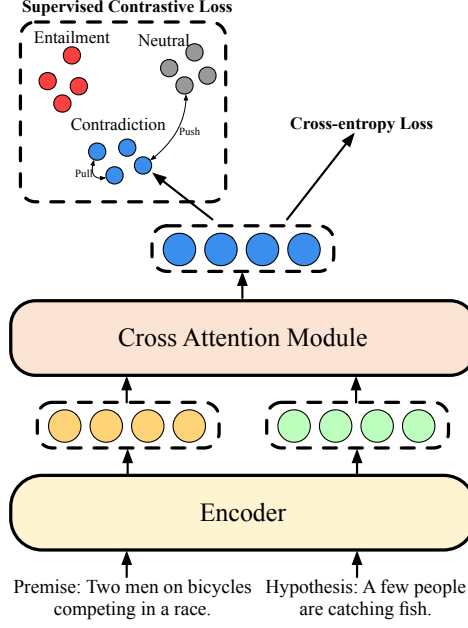 Supervised Contrastive Loss
Entailment
Neutral
Contradiction
Push
Pull
Cross-entropy Loss
Cross Attention Module
Encoder
Premise: Two men on bicycles
competing in a race.
Hypothesis: A few people
are catching fish.